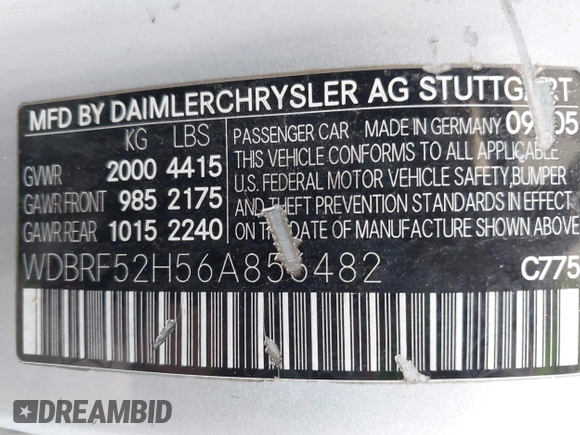 MFD BY DAIMLERCHRYSLER AG STUTTGART
KG LBS
GVWR 2000 4415
GAWR FRONT 985 2175
GAWR REAR 1015 2240
PASSENGER CAR MADE IN GERMANY
THIS VEHICLE CONFORMS TO ALL APPLICABLE
U.S. FEDERAL MOTOR VEHICLE SAFETY, BUMPER
AND THEFT PREVENTION STANDARDS IN EFFECT
ON THE DATE OF MANUFACTURE SHOWN ABOVE
C775
DREAMBID